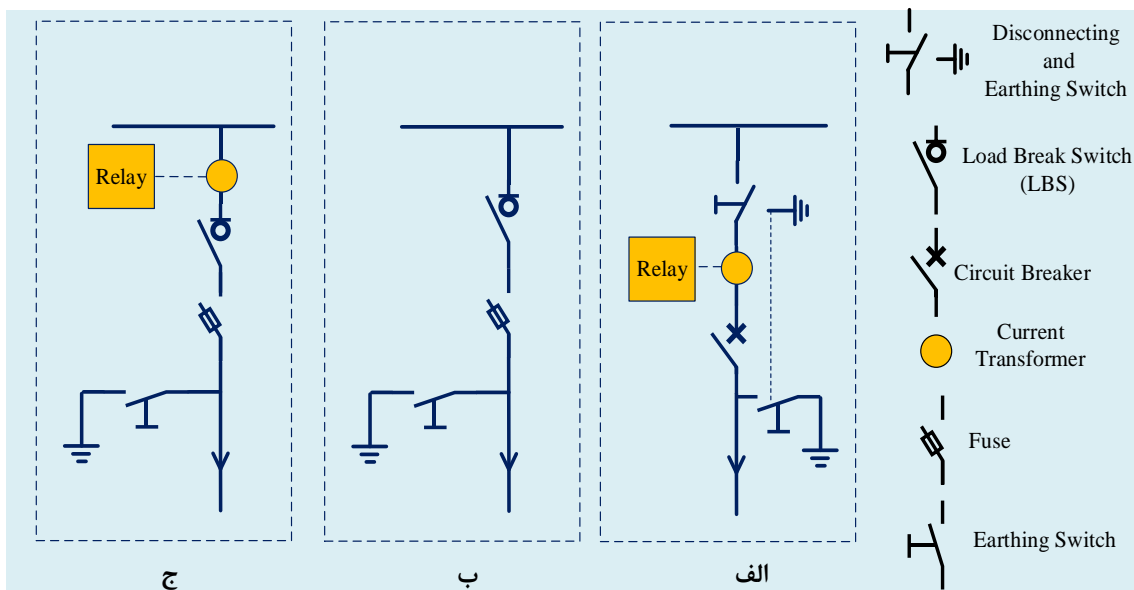 Relay
Relay
Disconnecting
and
Earthing Switch
Load Break Switch
(LBS)
Circuit Breaker
Current
Transformer
Fuse
Earthing Switch
الف
ب
ج